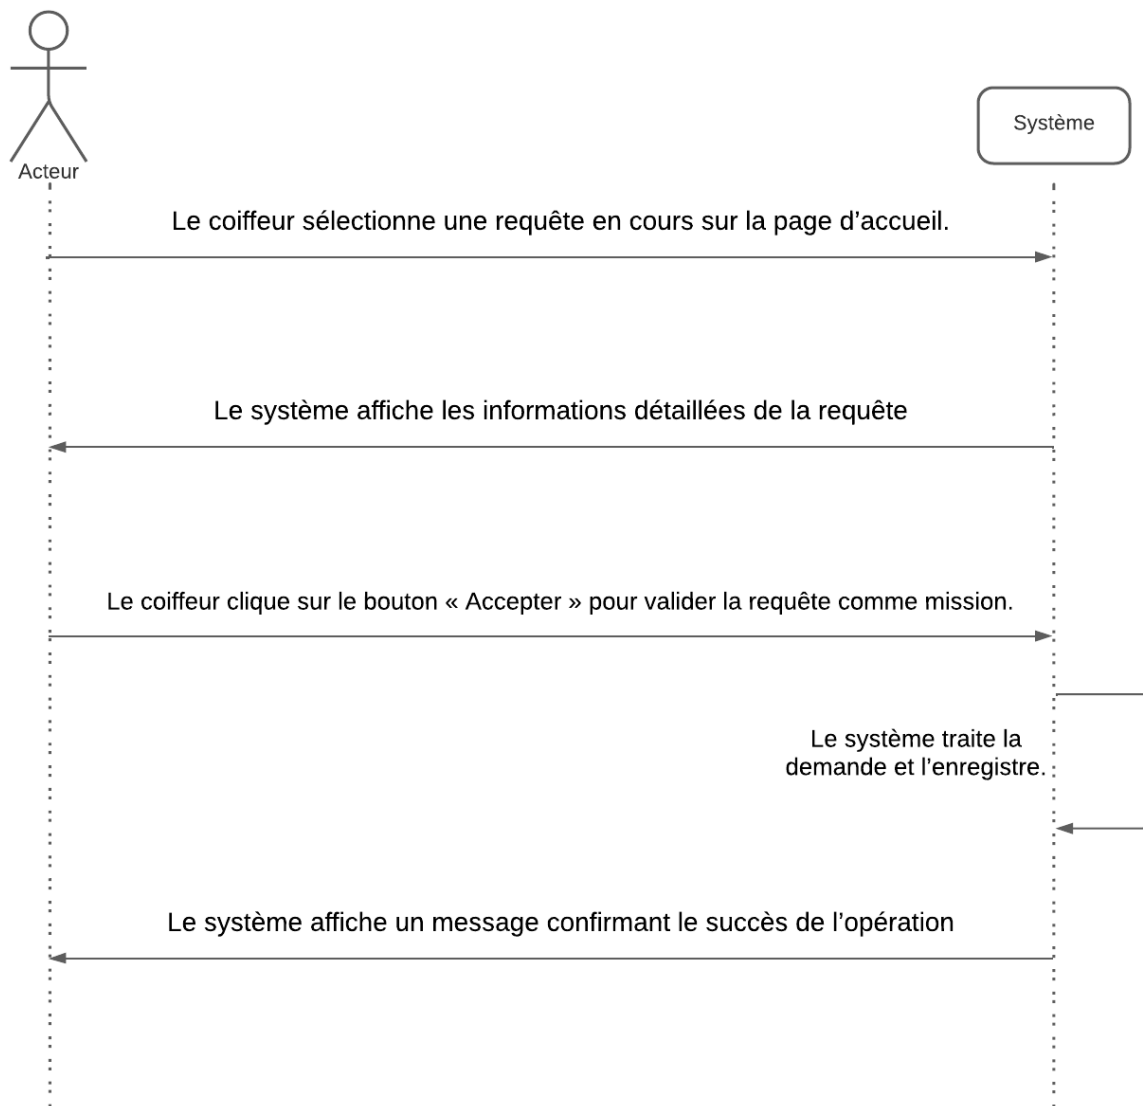 Système
Acteur
Le coiffeur sélectionne une requête en cours sur la page d’accueil.
Le système affiche les informations détaillées de la requête
Le coiffeur clique sur le bouton « Accepter » pour valider la requête comme mission.
Le système traite la
demande et l’enregistre.
Le système affiche un message confirmant le succès de l’opération